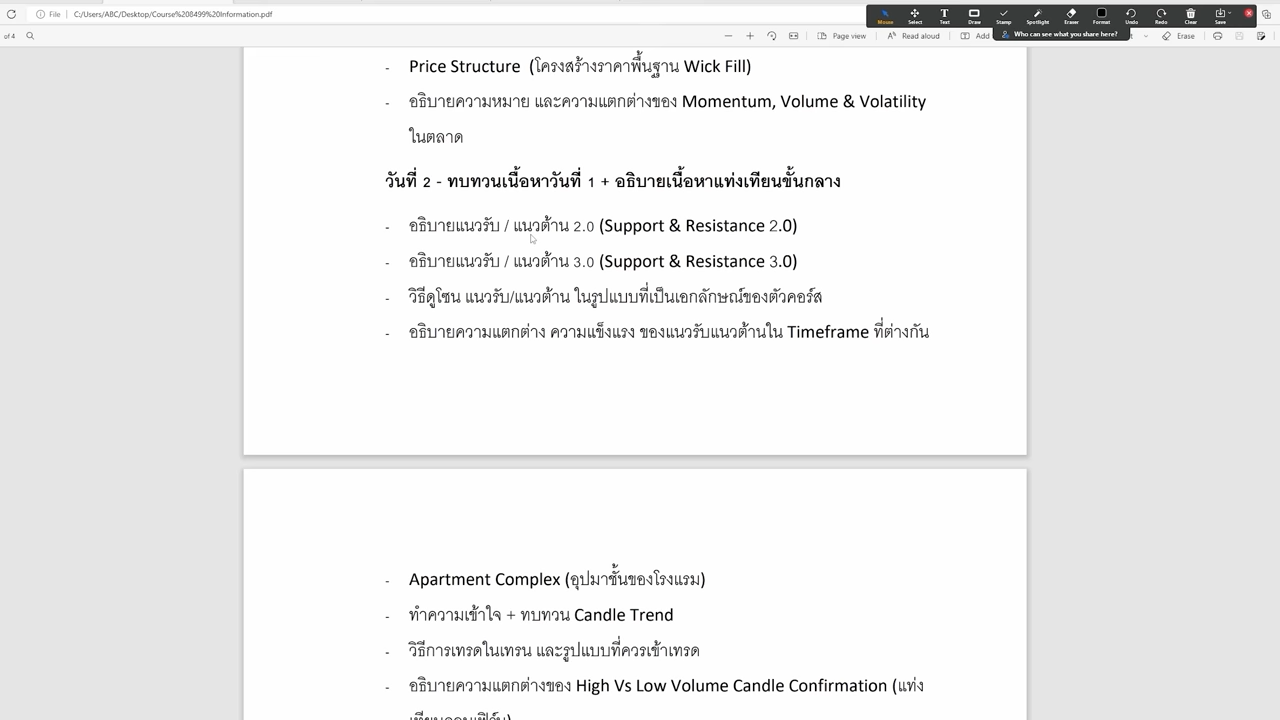 File
C:/Users/ABC/Desktop/Course%208499%20Information.pdf
Mouse Select Text Draw Stamp Spotlight Eraser Format Undo Redo Clear Save
Who can see what you share here?
of 4
Page view
Read aloud
Add
Erase
- Price Structure (โครงสร้างราคาพื้นฐาน Wick Fill)
- อธิบายความหมาย และความแตกต่างของ Momentum, Volume & Volatility
ในตลาด
วันที่ 2 - ทบทวนเนื้อหาวันที่ 1 + อธิบายเนื้อหาแท่งเทียนขั้นกลาง
- อธิบายแนวรับ / แนวต้าน 2.0 (Support & Resistance 2.0)
- อธิบายแนวรับ / แนวต้าน 3.0 (Support & Resistance 3.0)
- วิธีดูโซน แนวรับ/แนวต้าน ในรูปแบบที่เป็นเอกลักษณ์ของตัวคอร์ส
- อธิบายความแตกต่าง ความแข็งแรง ของแนวรับแนวต้านใน Timeframe ที่ต่างกัน
- Apartment Complex (อุปมาชั้นของโรงแรม)
- ทำความเข้าใจ + ทบทวน Candle Trend
- วิธีการเทรดในเทรน และรูปแบบที่ควรเข้าเทรด
- อธิบายความแตกต่างของ High Vs Low Volume Candle Confirmation (แท่ง